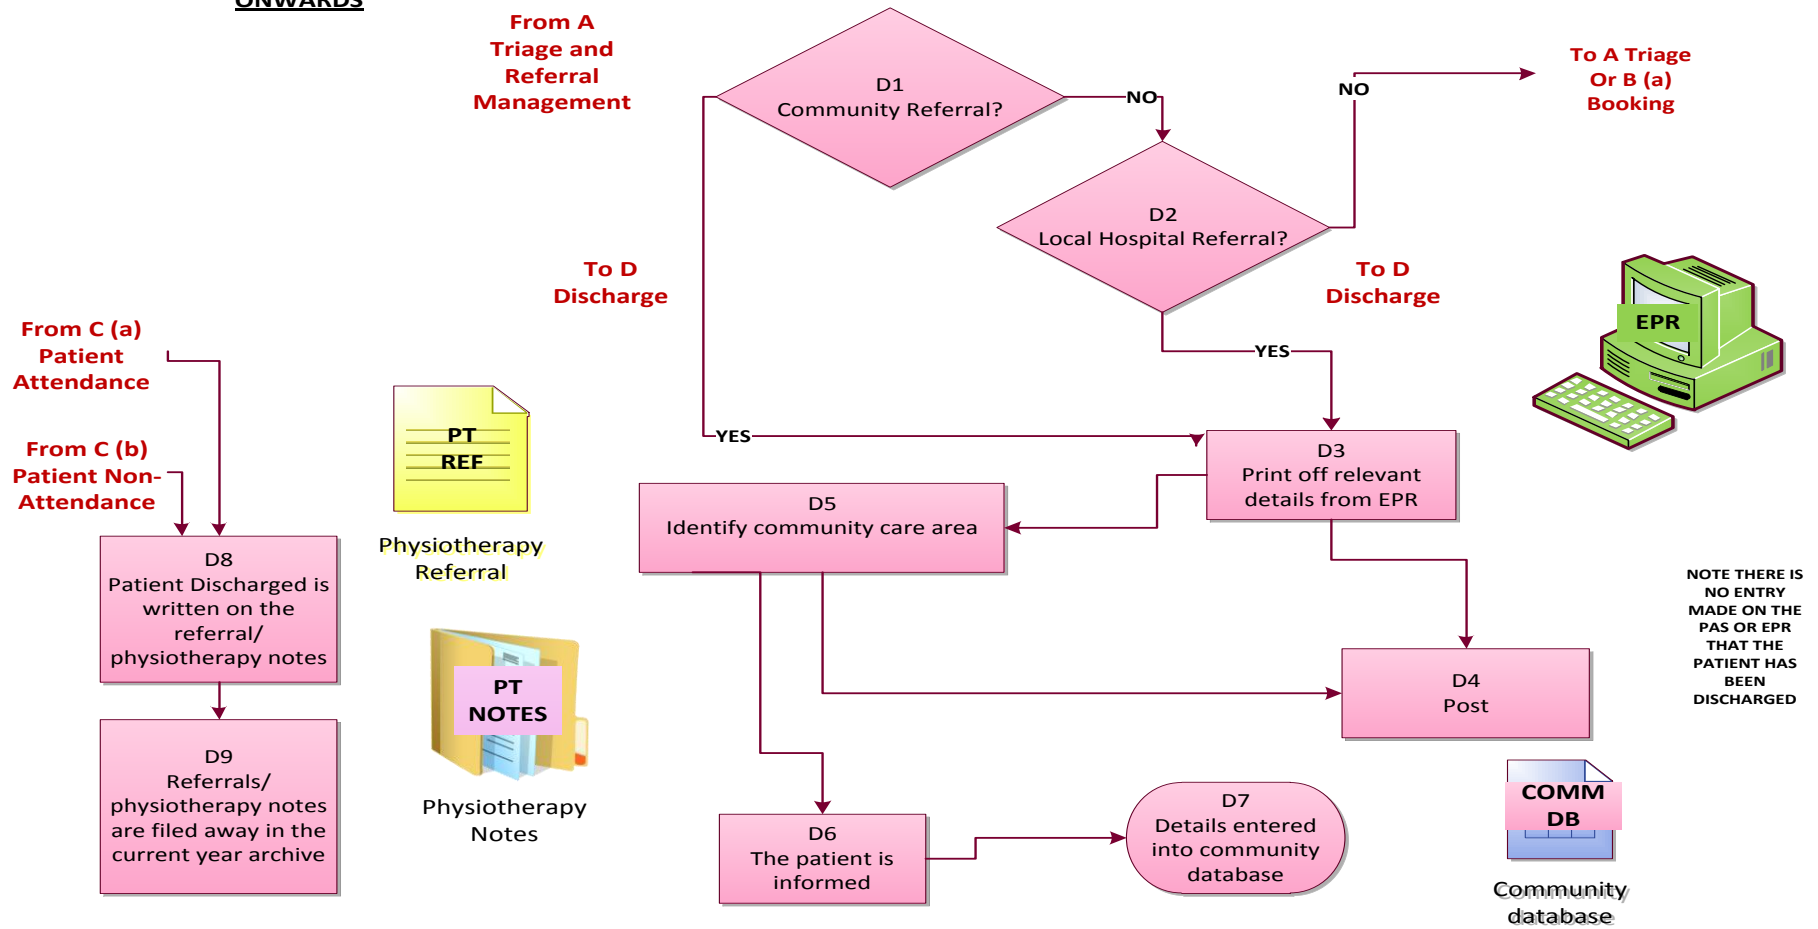 ONWARDS
From A
Triage and
Referral
Management
D1
Community Referral?
NO
NO
To A Triage
Or B (a)
Booking
D2
Local Hospital Referral?
To D
Discharge
To D
Discharge
EPR
From C (a)
Patient
Attendance
YES
PT
REF
YES
From C (b)
Patient Non-
Attendance
D3
Print off relevant
details from EPR
D5
Identify community care area
Physiotherapy
Referral
D8
Patient Discharged is
written on the
referral/
physiotherapy notes
NOTE THERE IS
NO ENTRY
MADE ON THE
PAS OR EPR
THAT THE
PATIENT HAS
BEEN
DISCHARGED
PT
NOTES
D4
Post
D9
Referrals/
physiotherapy notes
are filed away in the
current year archive
Physiotherapy
Notes
D6
The patient is
informed
D7
Details entered
into community
database
COMM
DB
Community
database